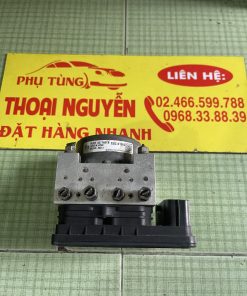 PHỤ TÙNG
THOẠI NGUYỄN
ĐẶT HÀNG NHANH
LIÊN HỆ:
02.466.599.788
0968.33.88.39